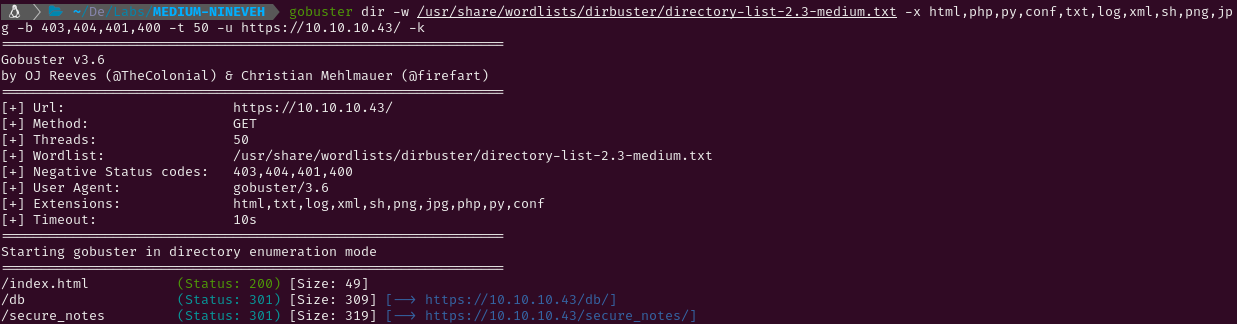 ~ De/Labs/MEDIUM-NINEVEH gobuster dir -w /usr/share/wordlists/dirbuster/directory-list-2.3-medium.txt -x html,php,py,conf,txt,log,xml,sh,png,jp
g -b 403,404,401,400 -t 50 -u https://10.10.10.43/ -k
===============================================================
Gobuster v3.6
by OJ Reeves (@TheColonial) & Christian Mehlmauer (@firefart)
===============================================================
[+] Url:                     https://10.10.10.43/
[+] Method:                  GET
[+] Threads:                 50
[+] Wordlist:                /usr/share/wordlists/dirbuster/directory-list-2.3-medium.txt
[+] Negative Status codes:   403,404,401,400
[+] User Agent:              gobuster/3.6
[+] Extensions:              html,txt,log,xml,sh,png,jpg,php,py,conf
[+] Timeout:                 10s
===============================================================
Starting gobuster in directory enumeration mode
===============================================================
/index.html           (Status: 200) [Size: 49]
/db                   (Status: 301) [Size: 309] [--> https://10.10.10.43/db/]
/secure_notes         (Status: 301) [Size: 319] [--> https://10.10.10.43/secure_notes/]